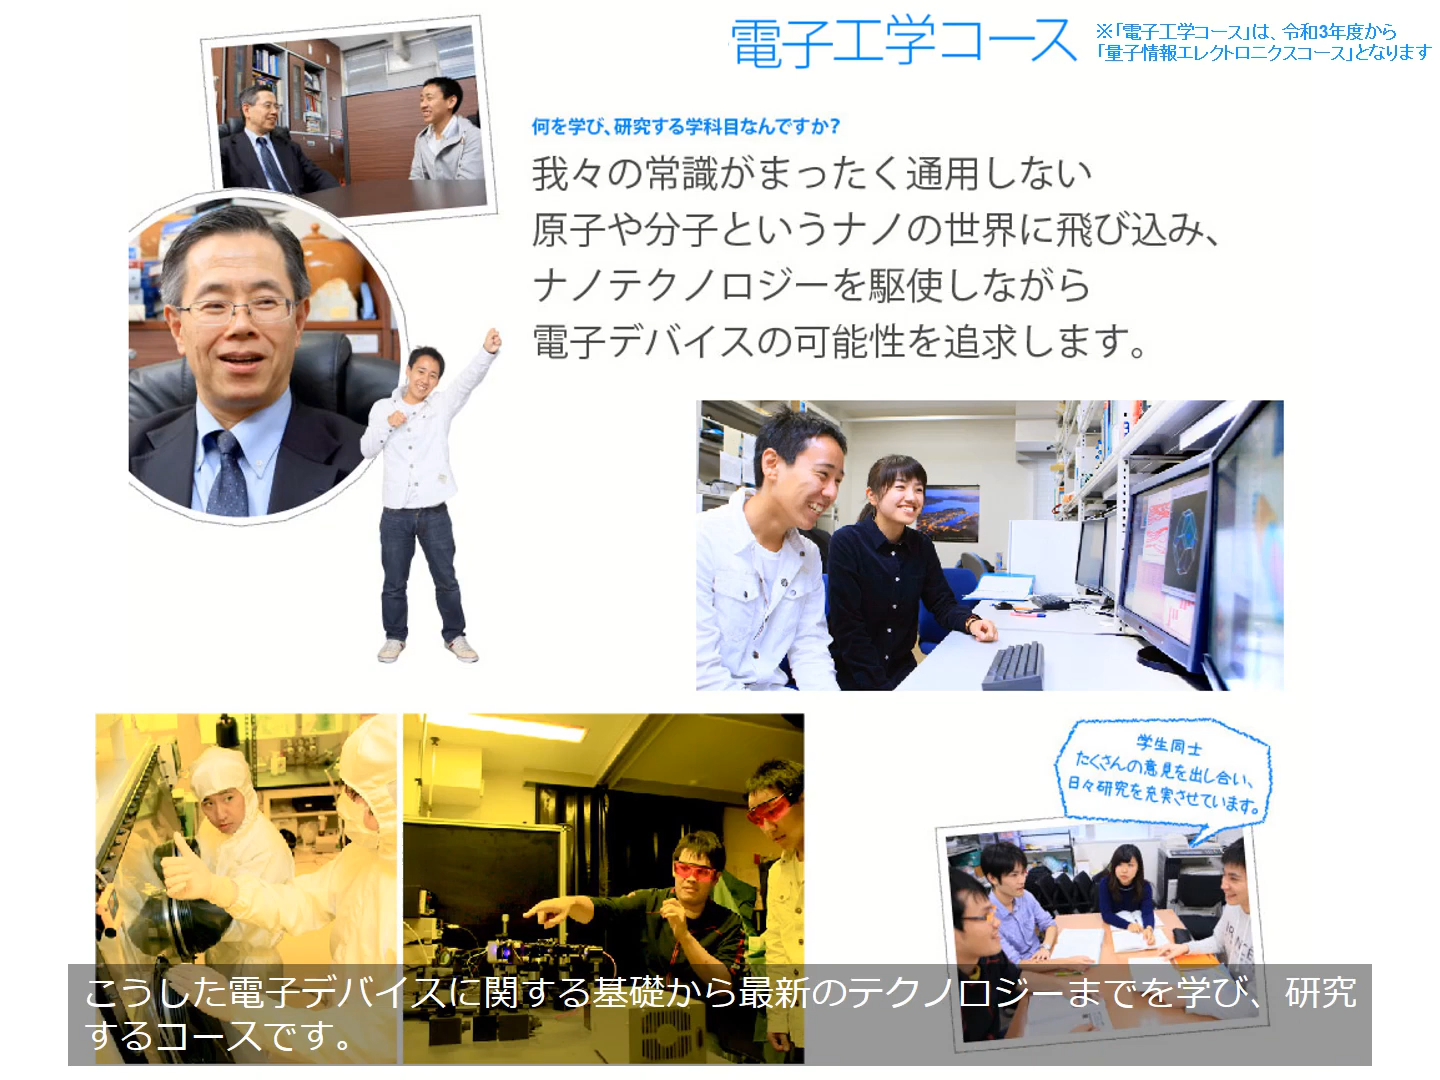 電子工学コース
※「電子工学コース」は、令和3年度から
「量子情報エレクトロニクスコース」となります
何を学び、研究する学科目なんですか？
我々の常識がまったく通用しない
原子や分子というナノの世界に飛び込み、
ナノテクノロジーを駆使しながら
電子デバイスの可能性を追求します。
学生同士
たくさんの意見を出し合い、
日々研究を充実させています。
こうした電子デバイスに関する基礎から最新のテクノロジーまでを学び、研究
するコースです。